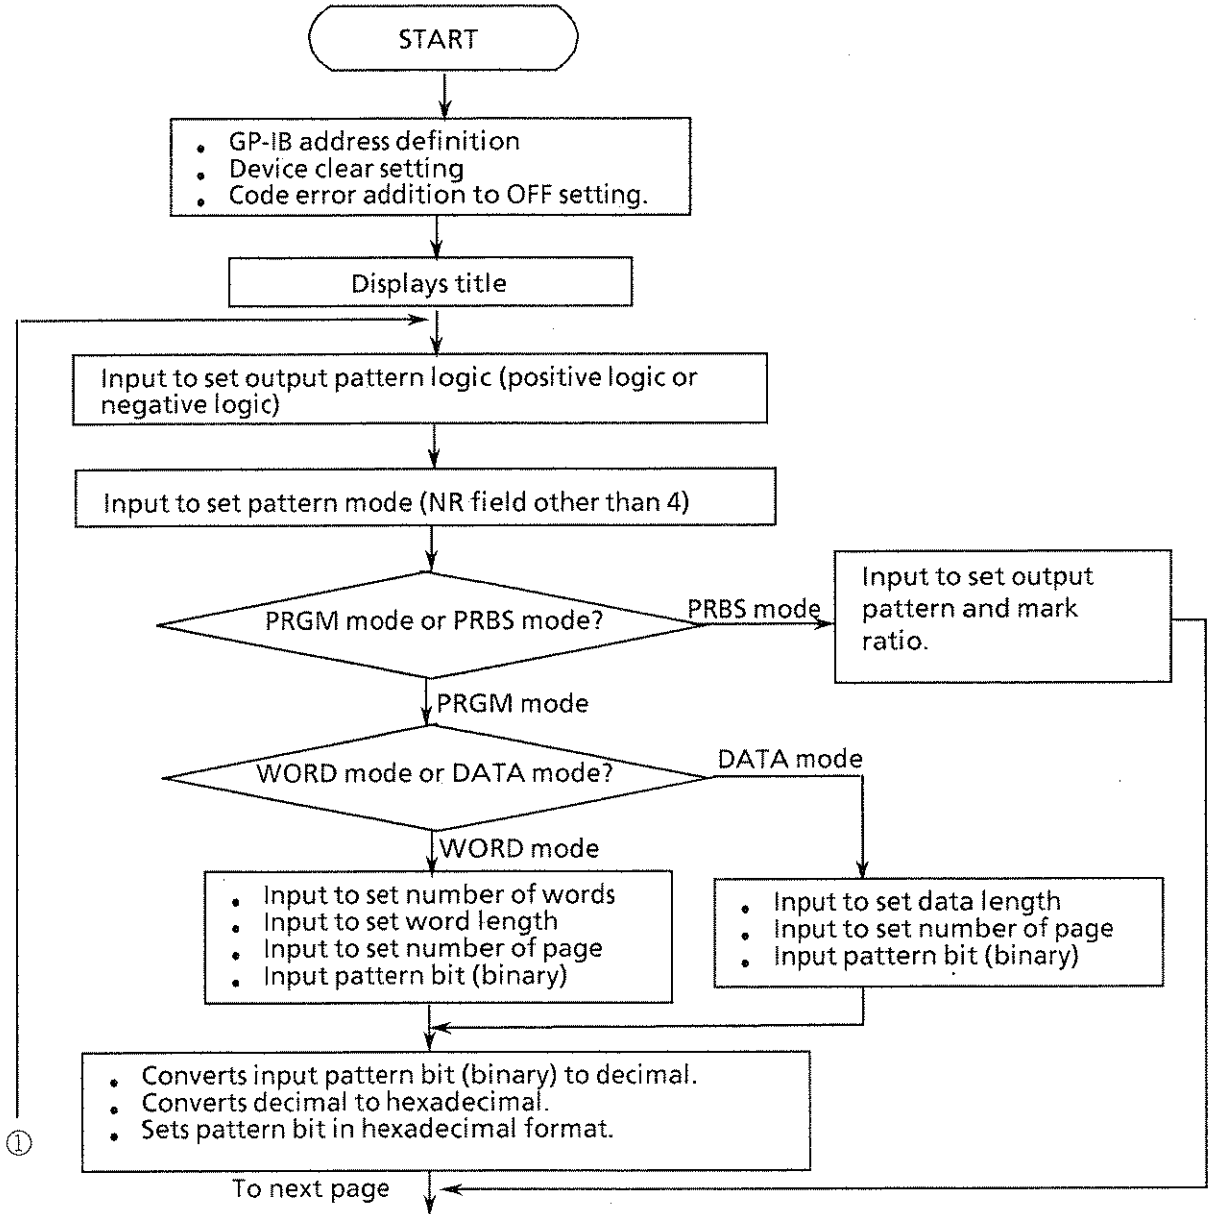 START
• GP-IB address definition
• Device clear setting
• Code error addition to OFF setting.
Displays title
Input to set output pattern logic (positive logic or
negative logic)
Input to set pattern mode (NR field other than 4)
PRGM mode or PRBS mode?
PRBS mode
Input to set output
pattern and mark
ratio.
PRGM mode
WORD mode or DATA mode?
DATA mode
WORD mode
• Input to set number of words
• Input to set word length
• Input to set number of page
• Input pattern bit (binary)
• Input to set data length
• Input to set number of page
• Input pattern bit (binary)
• Converts input pattern bit (binary) to decimal.
• Converts decimal to hexadecimal.
• Sets pattern bit in hexadecimal format.
①
To next page